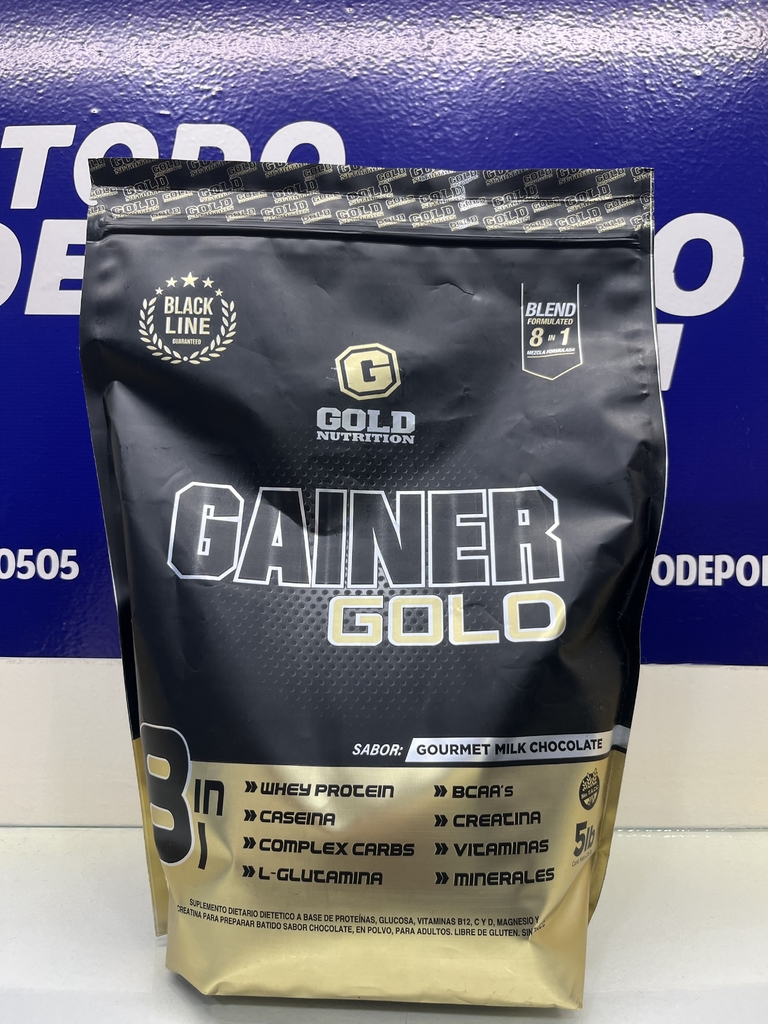 TODO
DE
O
GOLD
BLACK
LINE
GUARANTEED
BLEND
FORMULATED
8 IN 1
MEZCLA FORMULADA
G
GOLD
NUTRITION
GAINER
GOLD
0505
ODEPO
SABOR: GOURMET MILK CHOCOLATE
8 in 1
» WHEY PROTEIN
» CASEINA
» COMPLEX CARBS
» L-GLUTAMINA
» BCAA's
» CREATINA
» VITAMINAS
» MINERALES
5lb
SUPLEMENTO DIETARIO DIETETICO A BASE DE PROTEÍNAS, GLUCOSA, VITAMINAS B12, C Y D, MAGNESIO Y
CREATINA PARA PREPARAR BATIDO SABOR CHOCOLATE, EN POLVO, PARA ADULTOS. LIBRE DE GLUTEN. SIN